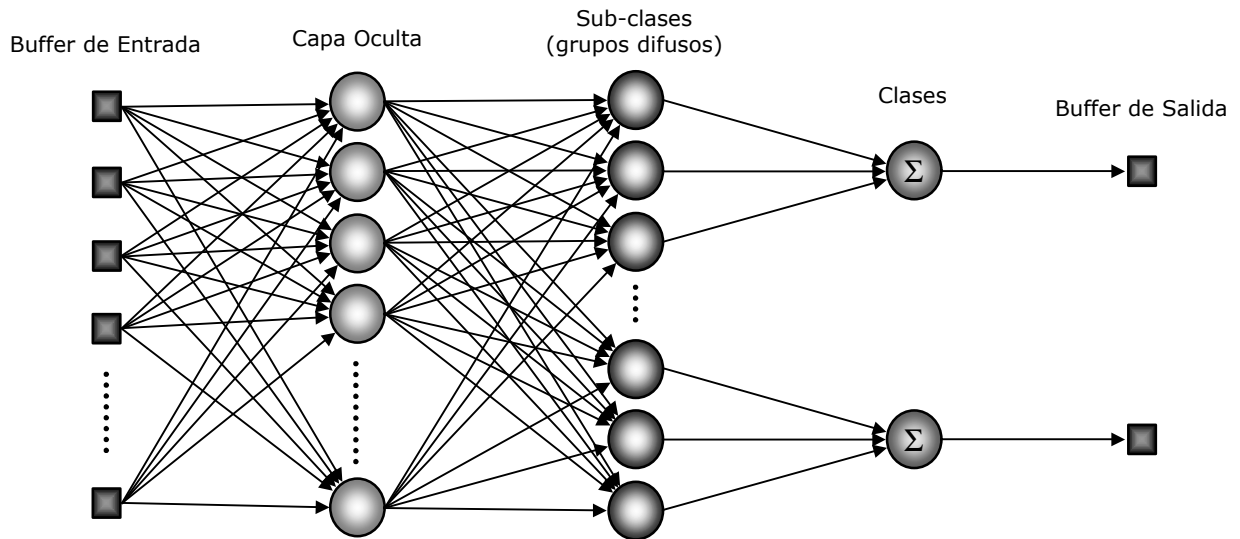 Buffer de Entrada
Capa Oculta
Sub-clases
(grupos difusos)
Clases
Buffer de Salida
Σ
Σ